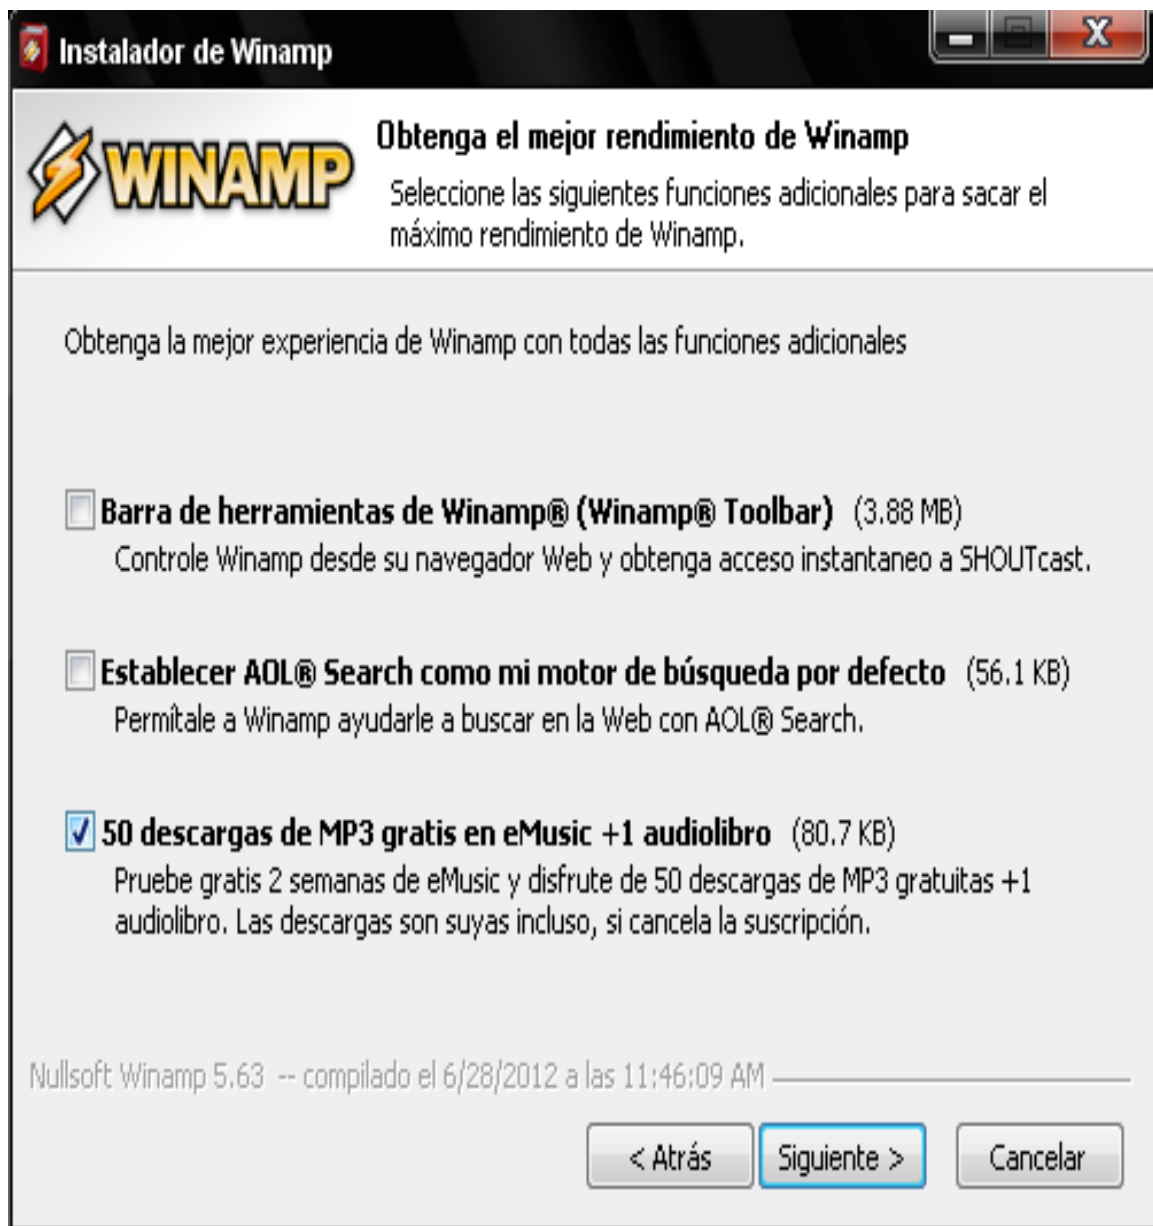 Instalador de Winamp
WINAMP
Obtenga el mejor rendimiento de Winamp
Seleccione las siguientes funciones adicionales para sacar el
máximo rendimiento de Winamp.
Obtenga la mejor experiencia de Winamp con todas las funciones adicionales
Barra de herramientas de Winamp® (Winamp® Toolbar) (3.88 MB)
Controle Winamp desde su navegador Web y obtenga acceso instantaneo a SHOUTcast.
Establecer AOL® Search como mi motor de búsqueda por defecto (56.1 KB)
Permítale a Winamp ayudarle a buscar en la Web con AOL® Search.
50 descargas de MP3 gratis en eMusic +1 audiolibro (80.7 KB)
Pruebe gratis 2 semanas de eMusic y disfrute de 50 descargas de MP3 gratuitas +1
audiolibro. Las descargas son suyas incluso, si cancela la suscripción.
Nullsoft Winamp 5.63 -- compilado el 6/28/2012 a las 11:46:09 AM
< Atrás Siguiente > Cancelar